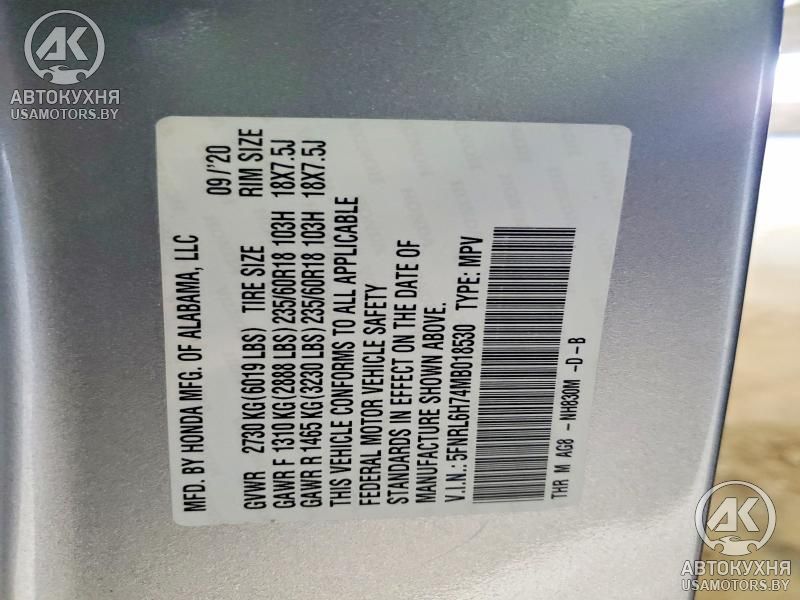 AK
АВТОКУХНЯ
USAMOTORS.BY
MFD. BY HONDA MFG. OF ALABAMA, LLC 09/'20
GVWR 2730 KG(6019 LBS) TIRE SIZE RIM SIZE
GAWR F 1310 KG(2888 LBS)235/60R18 103H 18X7.5J
GAWR R 1465 KG(3230 LBS)235/60R18 103H 18X7.5J
THIS VEHICLE CONFORMS TO ALL APPLICABLE
FEDERAL MOTOR VEHICLE SAFETY
STANDARDS IN EFFECT ON THE DATE OF
MANUFACTURE SHOWN ABOVE.
V.I.N.:5FNRL6H74MB018530 TYPE: MPV
THR M AG8 -NH830M -D-B
AK
АВТОКУХНЯ
USAMOTORS.BY